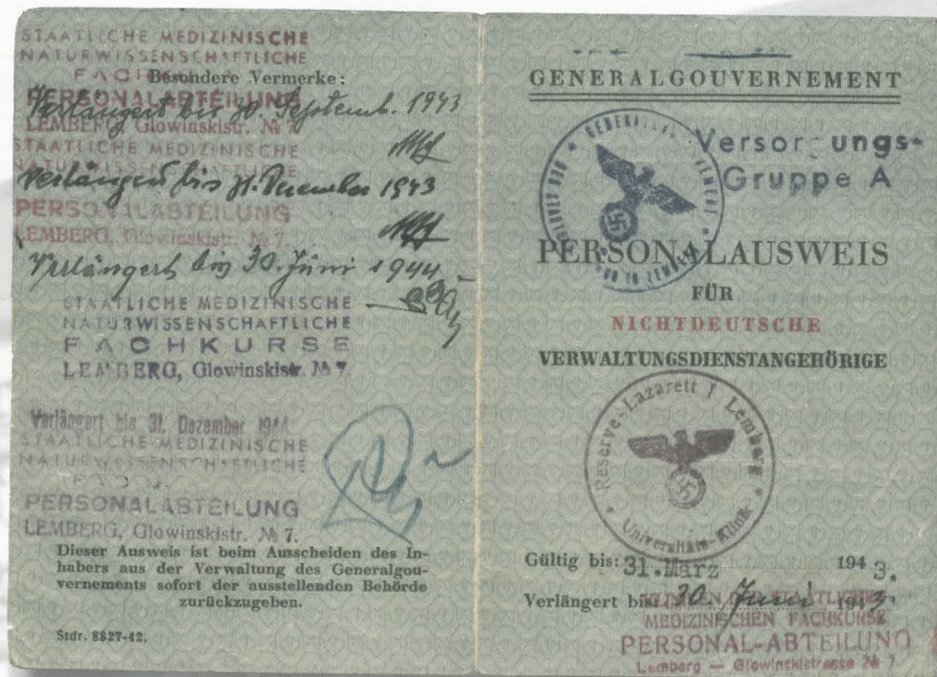 STAATLICHE MEDIZINISCHE
NATURWISSENSCHAFTLICHE
Besondere Vermerke:
PERSONALABTEILUNG
Verlängert bis 30. Septemb. 1943
LEMBERG, Glowinskistr. № 7.
STAATLICHE MEDIZINISCHE
Verlängert bis 31. Dezember 1943
PERSONALABTEILUNG
LEMBERG, Glowinskistr. № 7.
Verlängert bis 30. Juni 1944
STAATLICHE MEDIZINISCHE
NATURWISSENSCHAFTLICHE
FACHKURSE
LEMBERG, Glowinskistr. № 7.
Verlängert bis 31. Dezember 1944
STAATLICHE MEDIZINISCHE
NATURWISSENSCHAFTLICHE
PERSONALABTEILUNG
LEMBERG, Glowinskistr. № 7.
Dieser Ausweis ist beim Ausscheiden des In-
habers aus der Verwaltung des Generalgou-
vernements sofort der ausstellenden Behörde
zurückzugeben.
Stdr. 8827-42.
GENERALGOUVERNEMENT
Versorgungs-
Gruppe A
PERSONALAUSWEIS
FÜR
NICHTDEUTSCHE
VERWALTUNGSDIENSTANGEHÖRIGE
Reserve-Lazarett I Lemberg
Universitäts-Klinik
Gültig bis: 31. März 1943.
Verlängert bis: 30. Juni 1943.
MEDIZINISCHEN FACHKURSE
PERSONAL-ABTEILUNG
Lemberg — Glowinskistrasse № 7